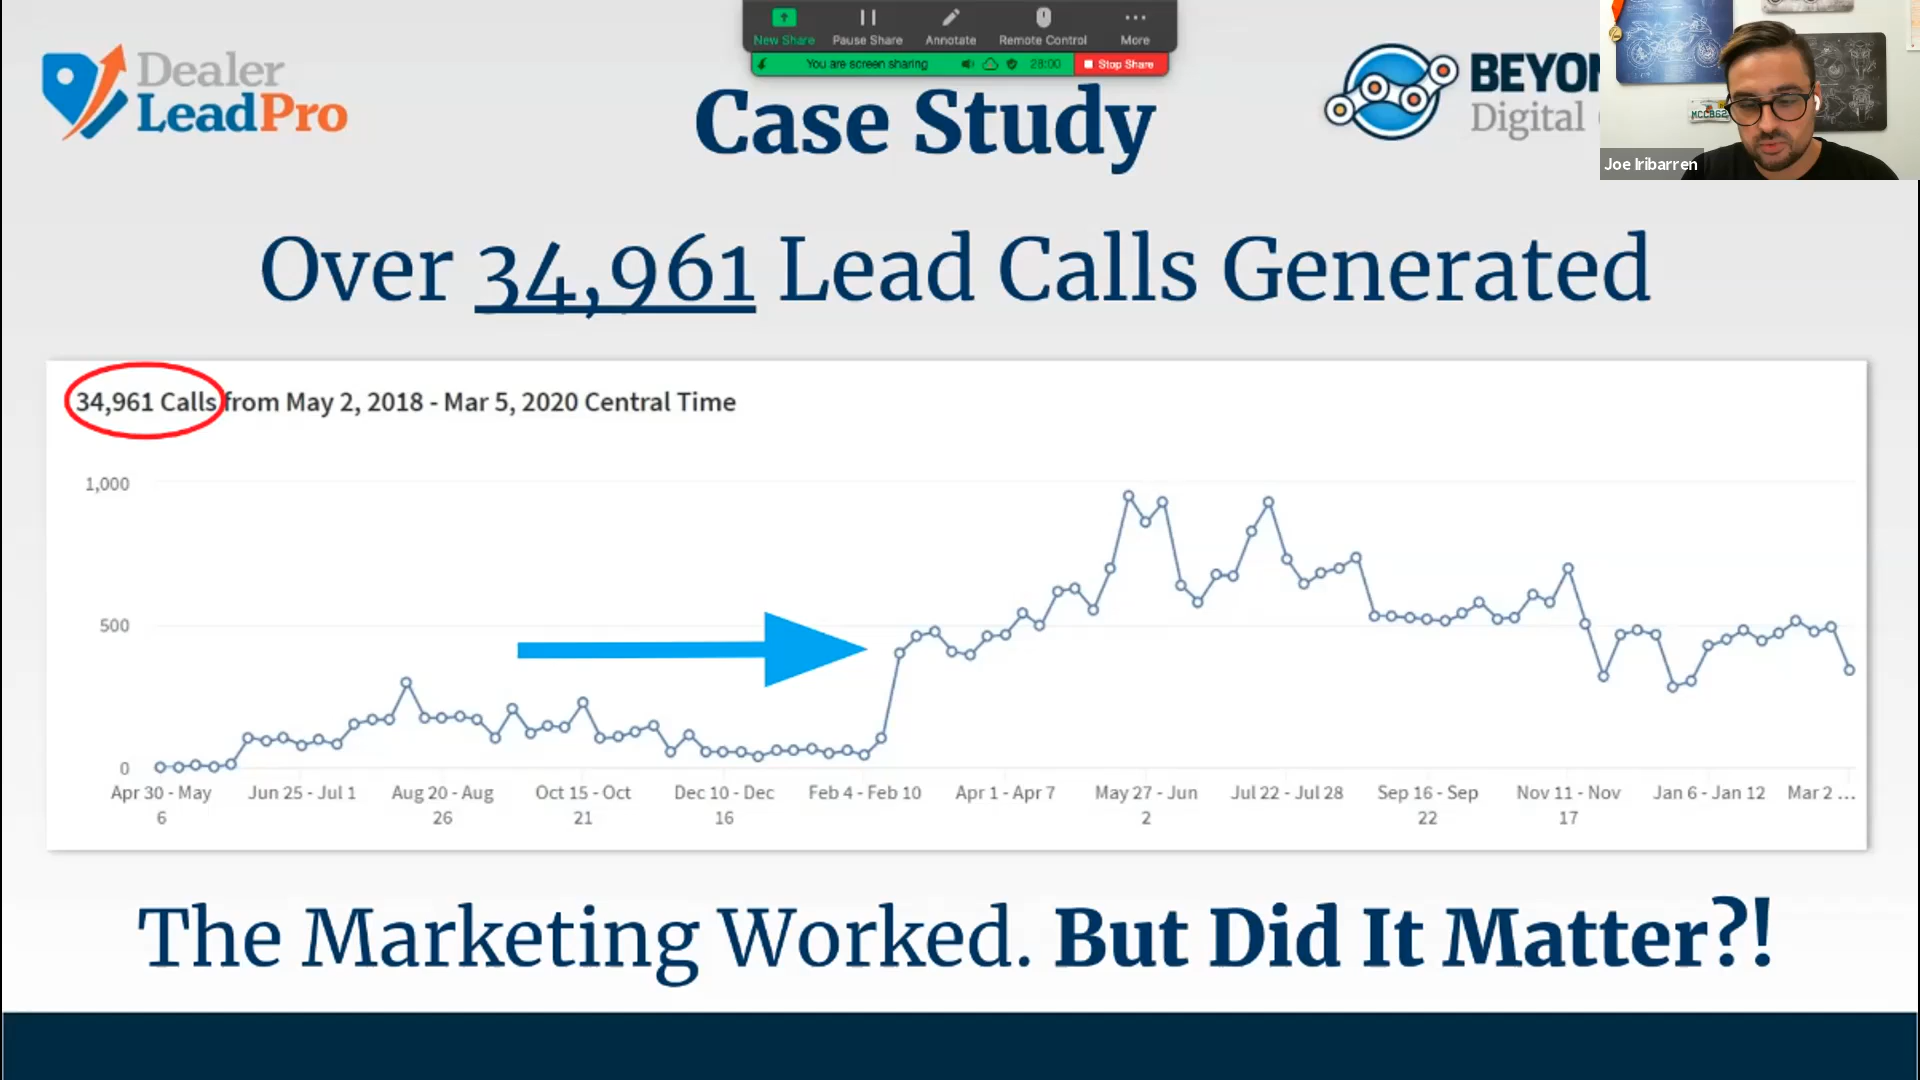 New Share
Pause Share
Annotate
Remote Control
More
You are screen sharing
28:00
Stop Share
Dealer
LeadPro
Case Study
Digital
MCCB62
Joe Iribarren
Over 34,961 Lead Calls Generated
34,961 Calls from May 2, 2018 - Mar 5, 2020 Central Time
1,000
500
0
Apr 30 - May 6
Jun 25 - Jul 1
Aug 20 - Aug 26
Oct 15 - Oct 21
Dec 10 - Dec 16
Feb 4 - Feb 10
Apr 1 - Apr 7
May 27 - Jun 2
Jul 22 - Jul 28
Sep 16 - Sep 22
Nov 11 - Nov 17
Jan 6 - Jan 12
Mar 2 ...
The Marketing Worked. But Did It Matter?!